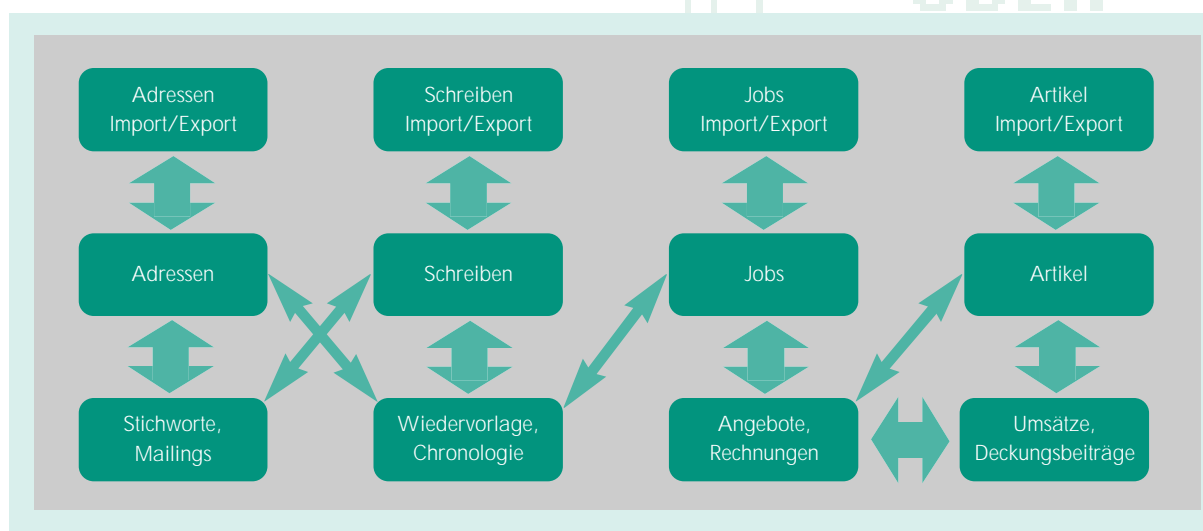 Adressen
Import/Export
Schreiben
Import/Export
Jobs
Import/Export
Artikel
Import/Export
Adressen
Schreiben
Jobs
Artikel
Stichworte,
Mailings
Wiedervorlage,
Chronologie
Angebote,
Rechnungen
Umsätze,
Deckungsbeiträge